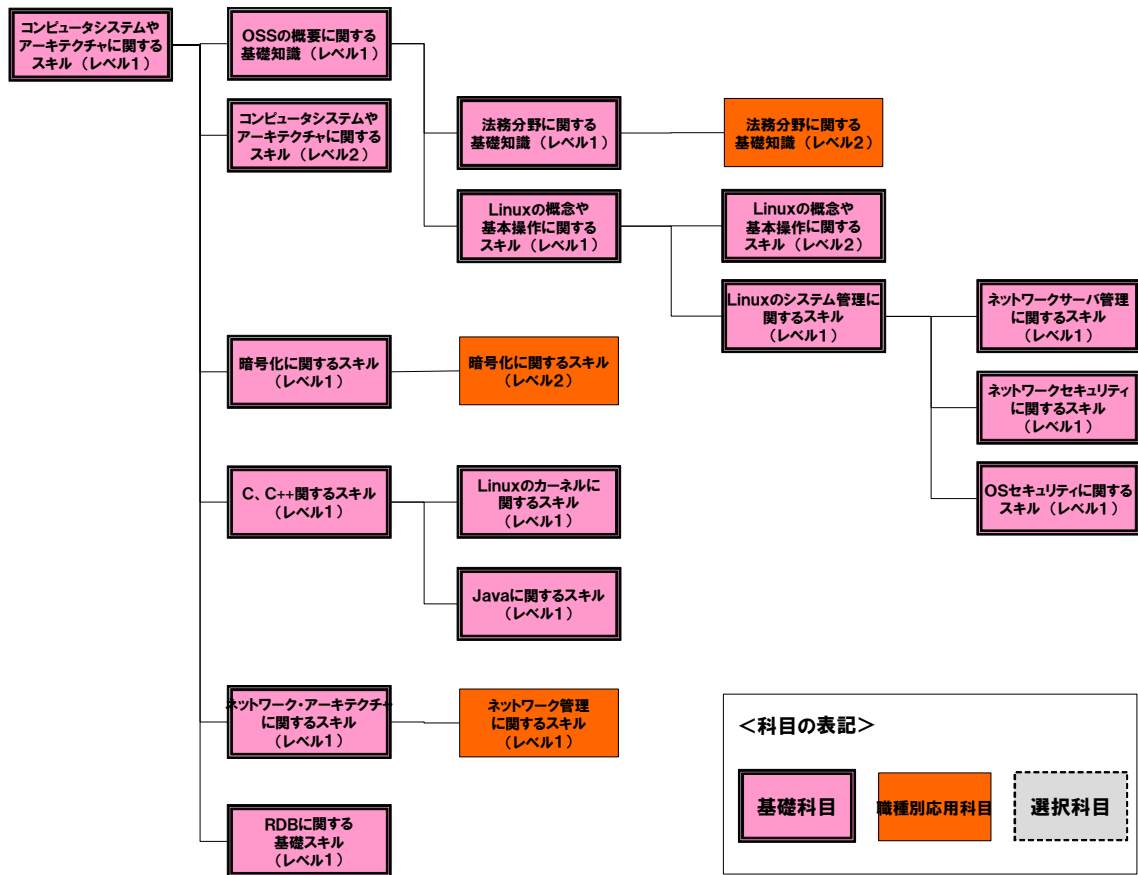 コンピュータシステムや
アーキテクチャに関する
スキル（レベル1）
OSSの概要に関する
基礎知識（レベル1）
コンピュータシステムや
アーキテクチャに関する
スキル（レベル2）
法務分野に関する
基礎知識（レベル1）
法務分野に関する
基礎知識（レベル2）
Linuxの概念や
基本操作に関する
スキル（レベル1）
Linuxの概念や
基本操作に関する
スキル（レベル2）
Linuxのシステム管理に
関するスキル
（レベル1）
ネットワークサーバ管理
に関するスキル
（レベル1）
暗号化に関するスキル
（レベル1）
暗号化に関するスキル
（レベル2）
ネットワークセキュリティ
に関するスキル
（レベル1）
C、C++関するスキル
（レベル1）
Linuxのカーネルに
関するスキル
（レベル1）
OSセキュリティに関する
スキル（レベル1）
Javaに関するスキル
（レベル1）
ネットワーク・アーキテクチャ
に関するスキル
（レベル1）
ネットワーク管理
に関するスキル
（レベル1）
RDBに関する
基礎スキル
（レベル1）
＜科目の表記＞
基礎科目
職種別応用科目
選択科目